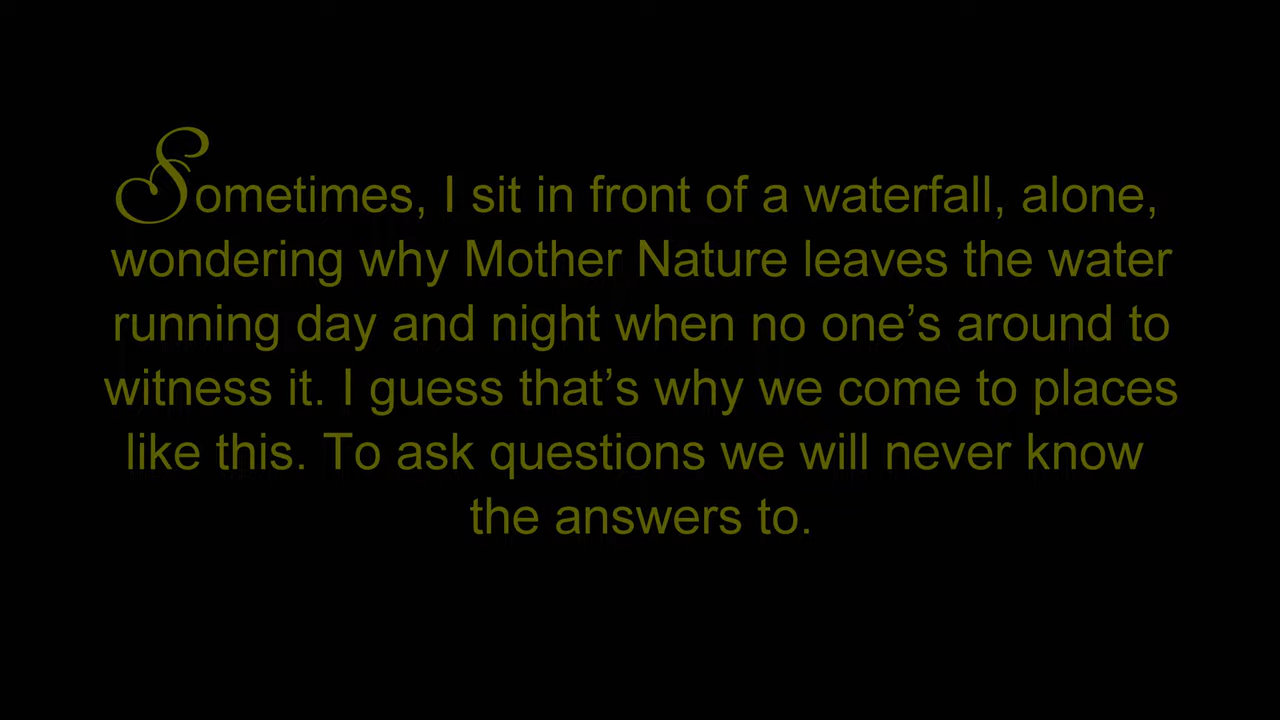 Sometimes, I sit in front of a waterfall, alone,
wondering why Mother Nature leaves the water
running day and night when no one’s around to
witness it. I guess that’s why we come to places
like this. To ask questions we will never know
the answers to.